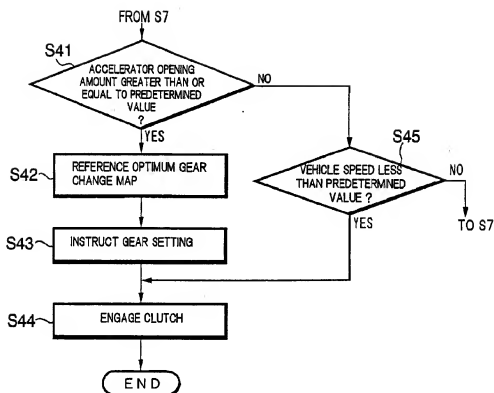 FROM S7
S41
ACCELERATOR OPENING
AMOUNT GREATER THAN OR
EQUAL TO PREDETERMINED
VALUE
?
NO
YES
S42
REFERENCE OPTIMUM GEAR
CHANGE MAP
S45
VEHICLE SPEED LESS
THAN PREDETERMINED
VALUE ?
NO
YES
TO S7
S43
INSTRUCT GEAR SETTING
S44
ENGAGE CLUTCH
END